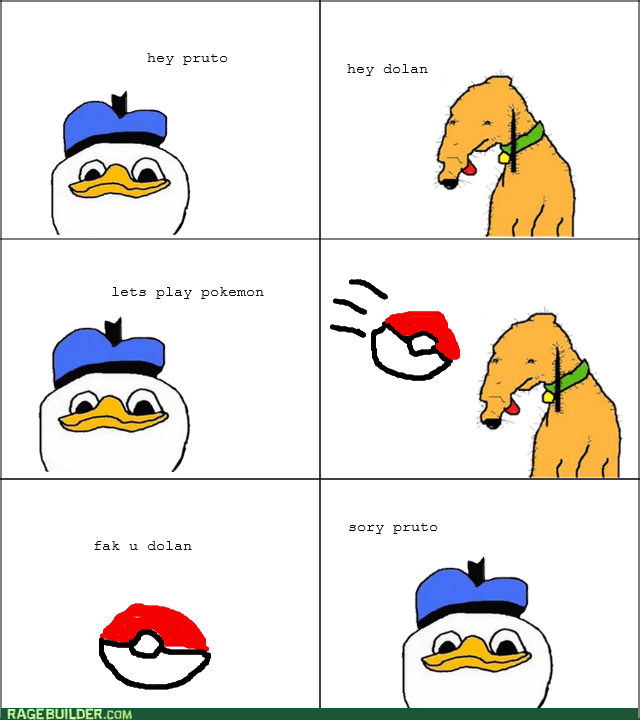 hey pruto
hey dolan
lets play pokemon
fak u dolan
sory pruto
RAGEBUILDER.COM